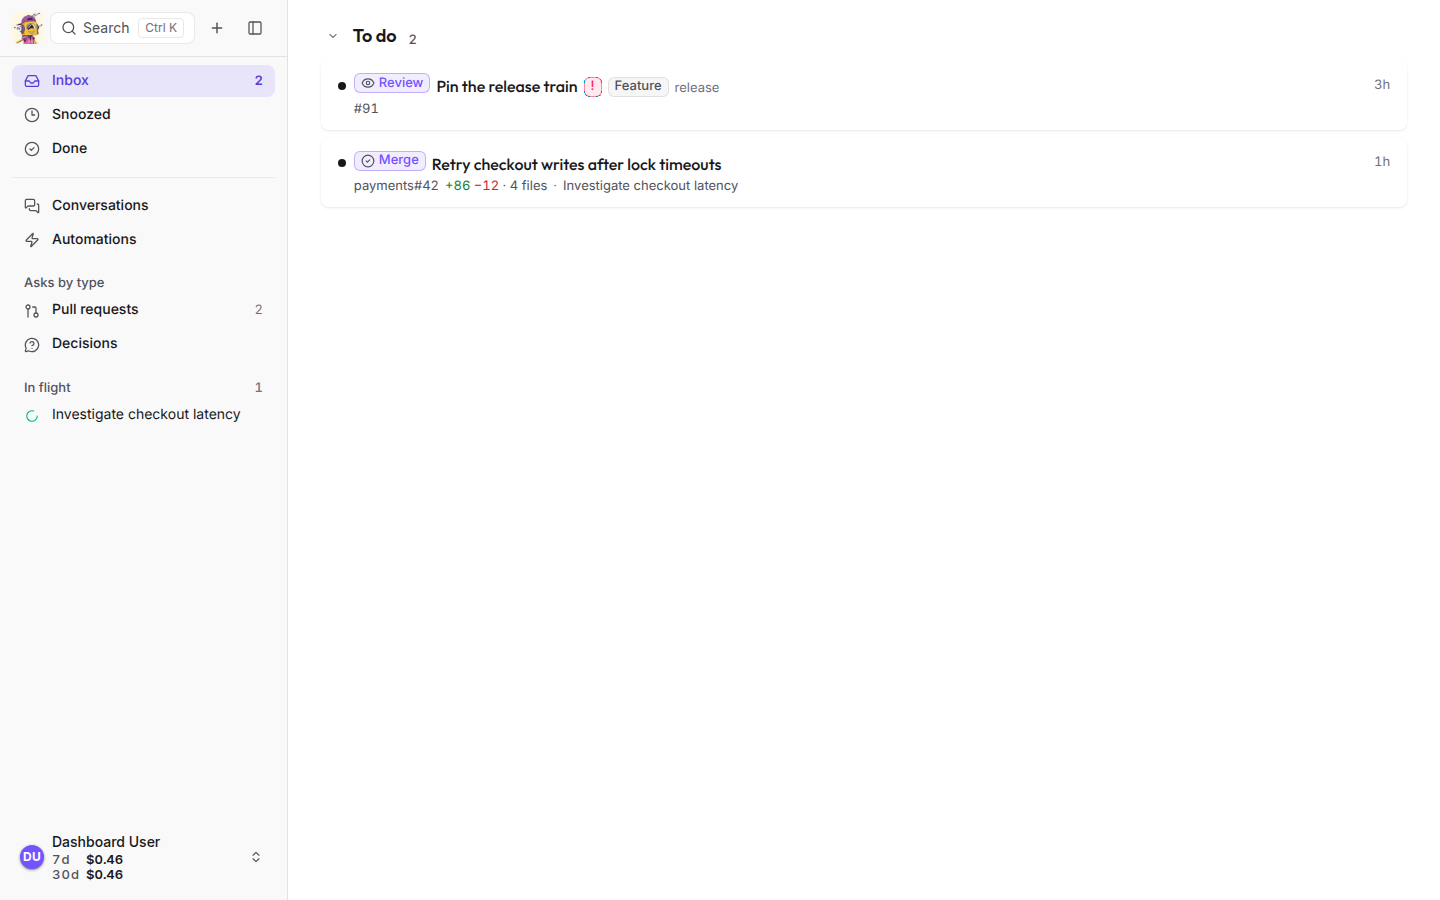 Search Ctrl K
Inbox 2
Snoozed
Done
Conversations
Automations
Asks by type
Pull requests 2
Decisions
In flight 1
Investigate checkout latency
DU Dashboard User
7d $0.46
30d $0.46
To do 2
Review Pin the release train ! Feature release 3h
#91
Merge Retry checkout writes after lock timeouts 1h
payments#42 +86 −12 · 4 files · Investigate checkout latency